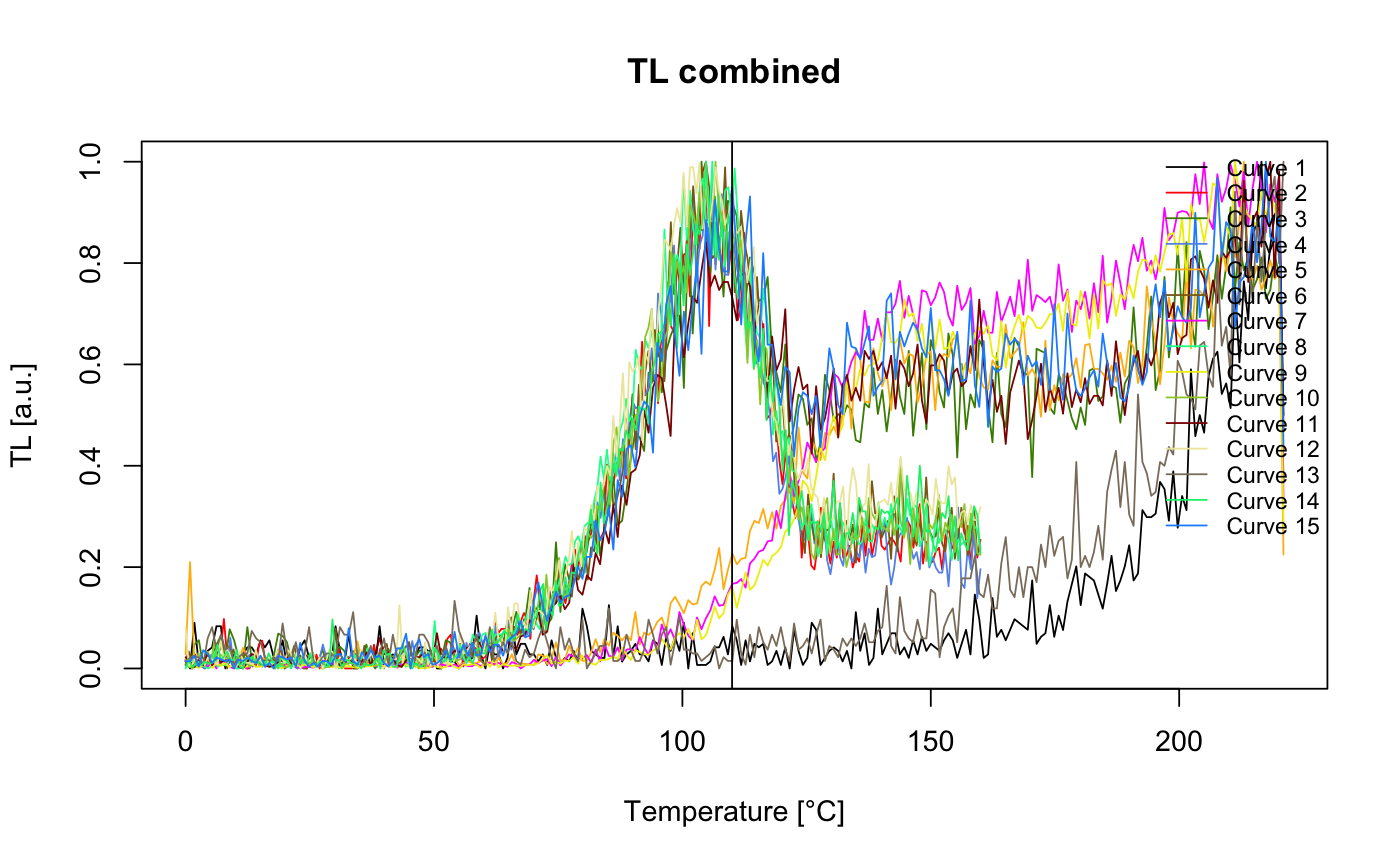 TL combined
TL [a.u.]
1.0
0.8
0.6
0.4
0.2
0.0
Curve 1
Curve 2
Curve 3
Curve 4
Curve 5
Curve 6
Curve 7
Curve 8
Curve 9
Curve 10
Curve 11
Curve 12
Curve 13
Curve 14
Curve 15
0 50 100 150 200
Temperature [°C]